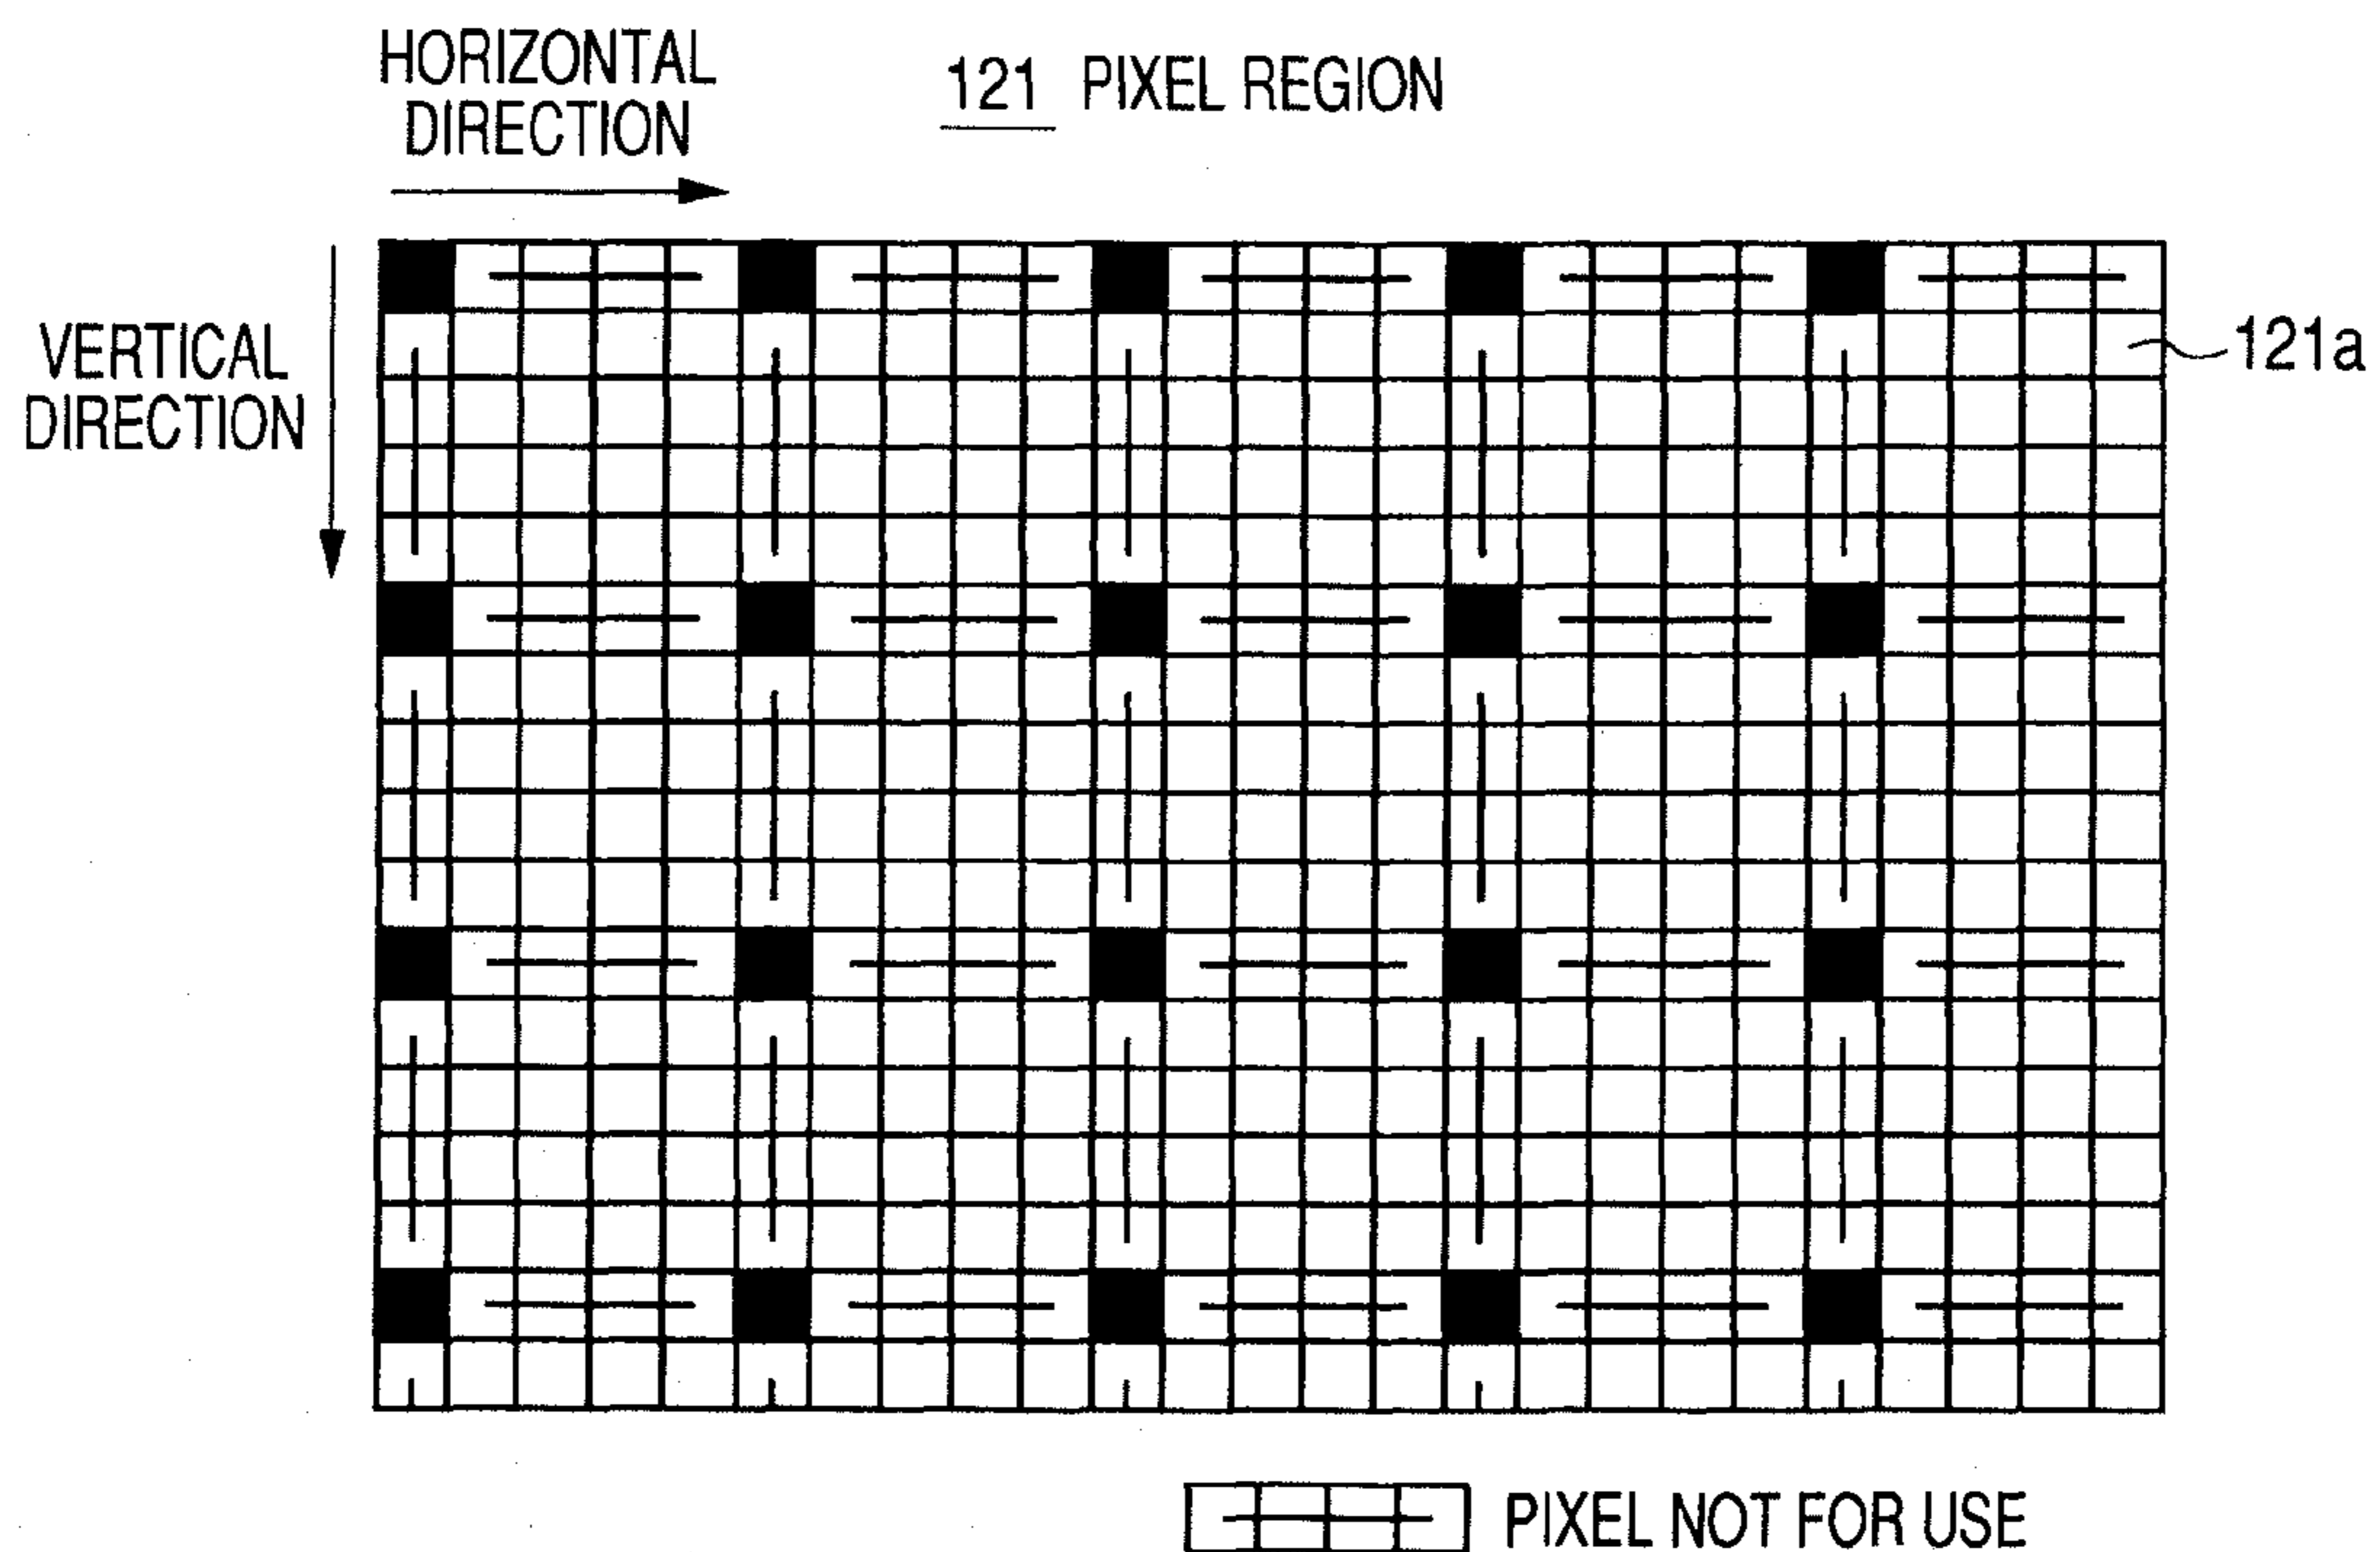 HORIZONTAL
DIRECTION
121 PIXEL REGION
VERTICAL
DIRECTION
121a
PIXEL NOT FOR USE